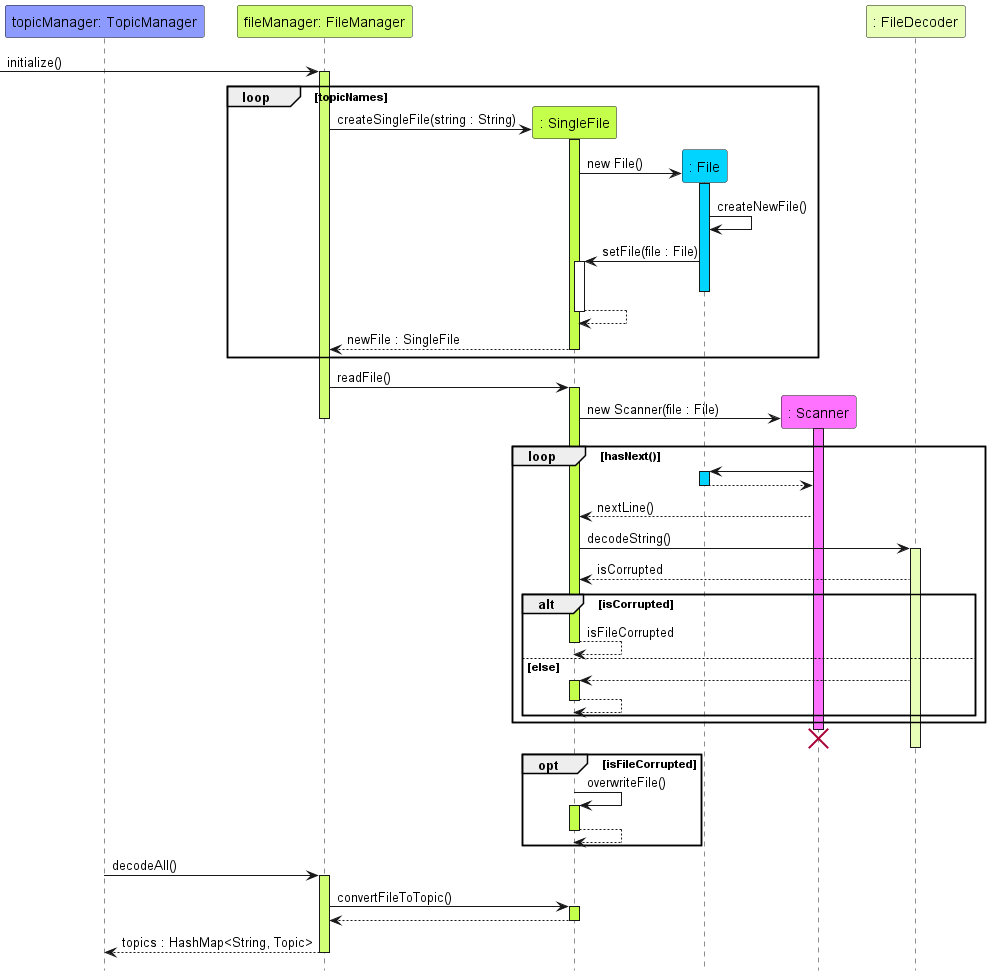 topicManager: TopicManager
fileManager: FileManager
: FileDecoder
initialize()
loop
[topicNames]
createSingleFile(string : String)
: SingleFile
new File()
: File
createNewFile()
setFile(file : File)
newFile : SingleFile
readFile()
new Scanner(file : File)
: Scanner
loop
[hasNext()]
nextLine()
decodeString()
isCorrupted
alt
[isCorrupted]
isFileCorrupted
[else]
opt
[isFileCorrupted]
overwriteFile()
decodeAll()
convertFileToTopic()
topics : HashMap<String, Topic>